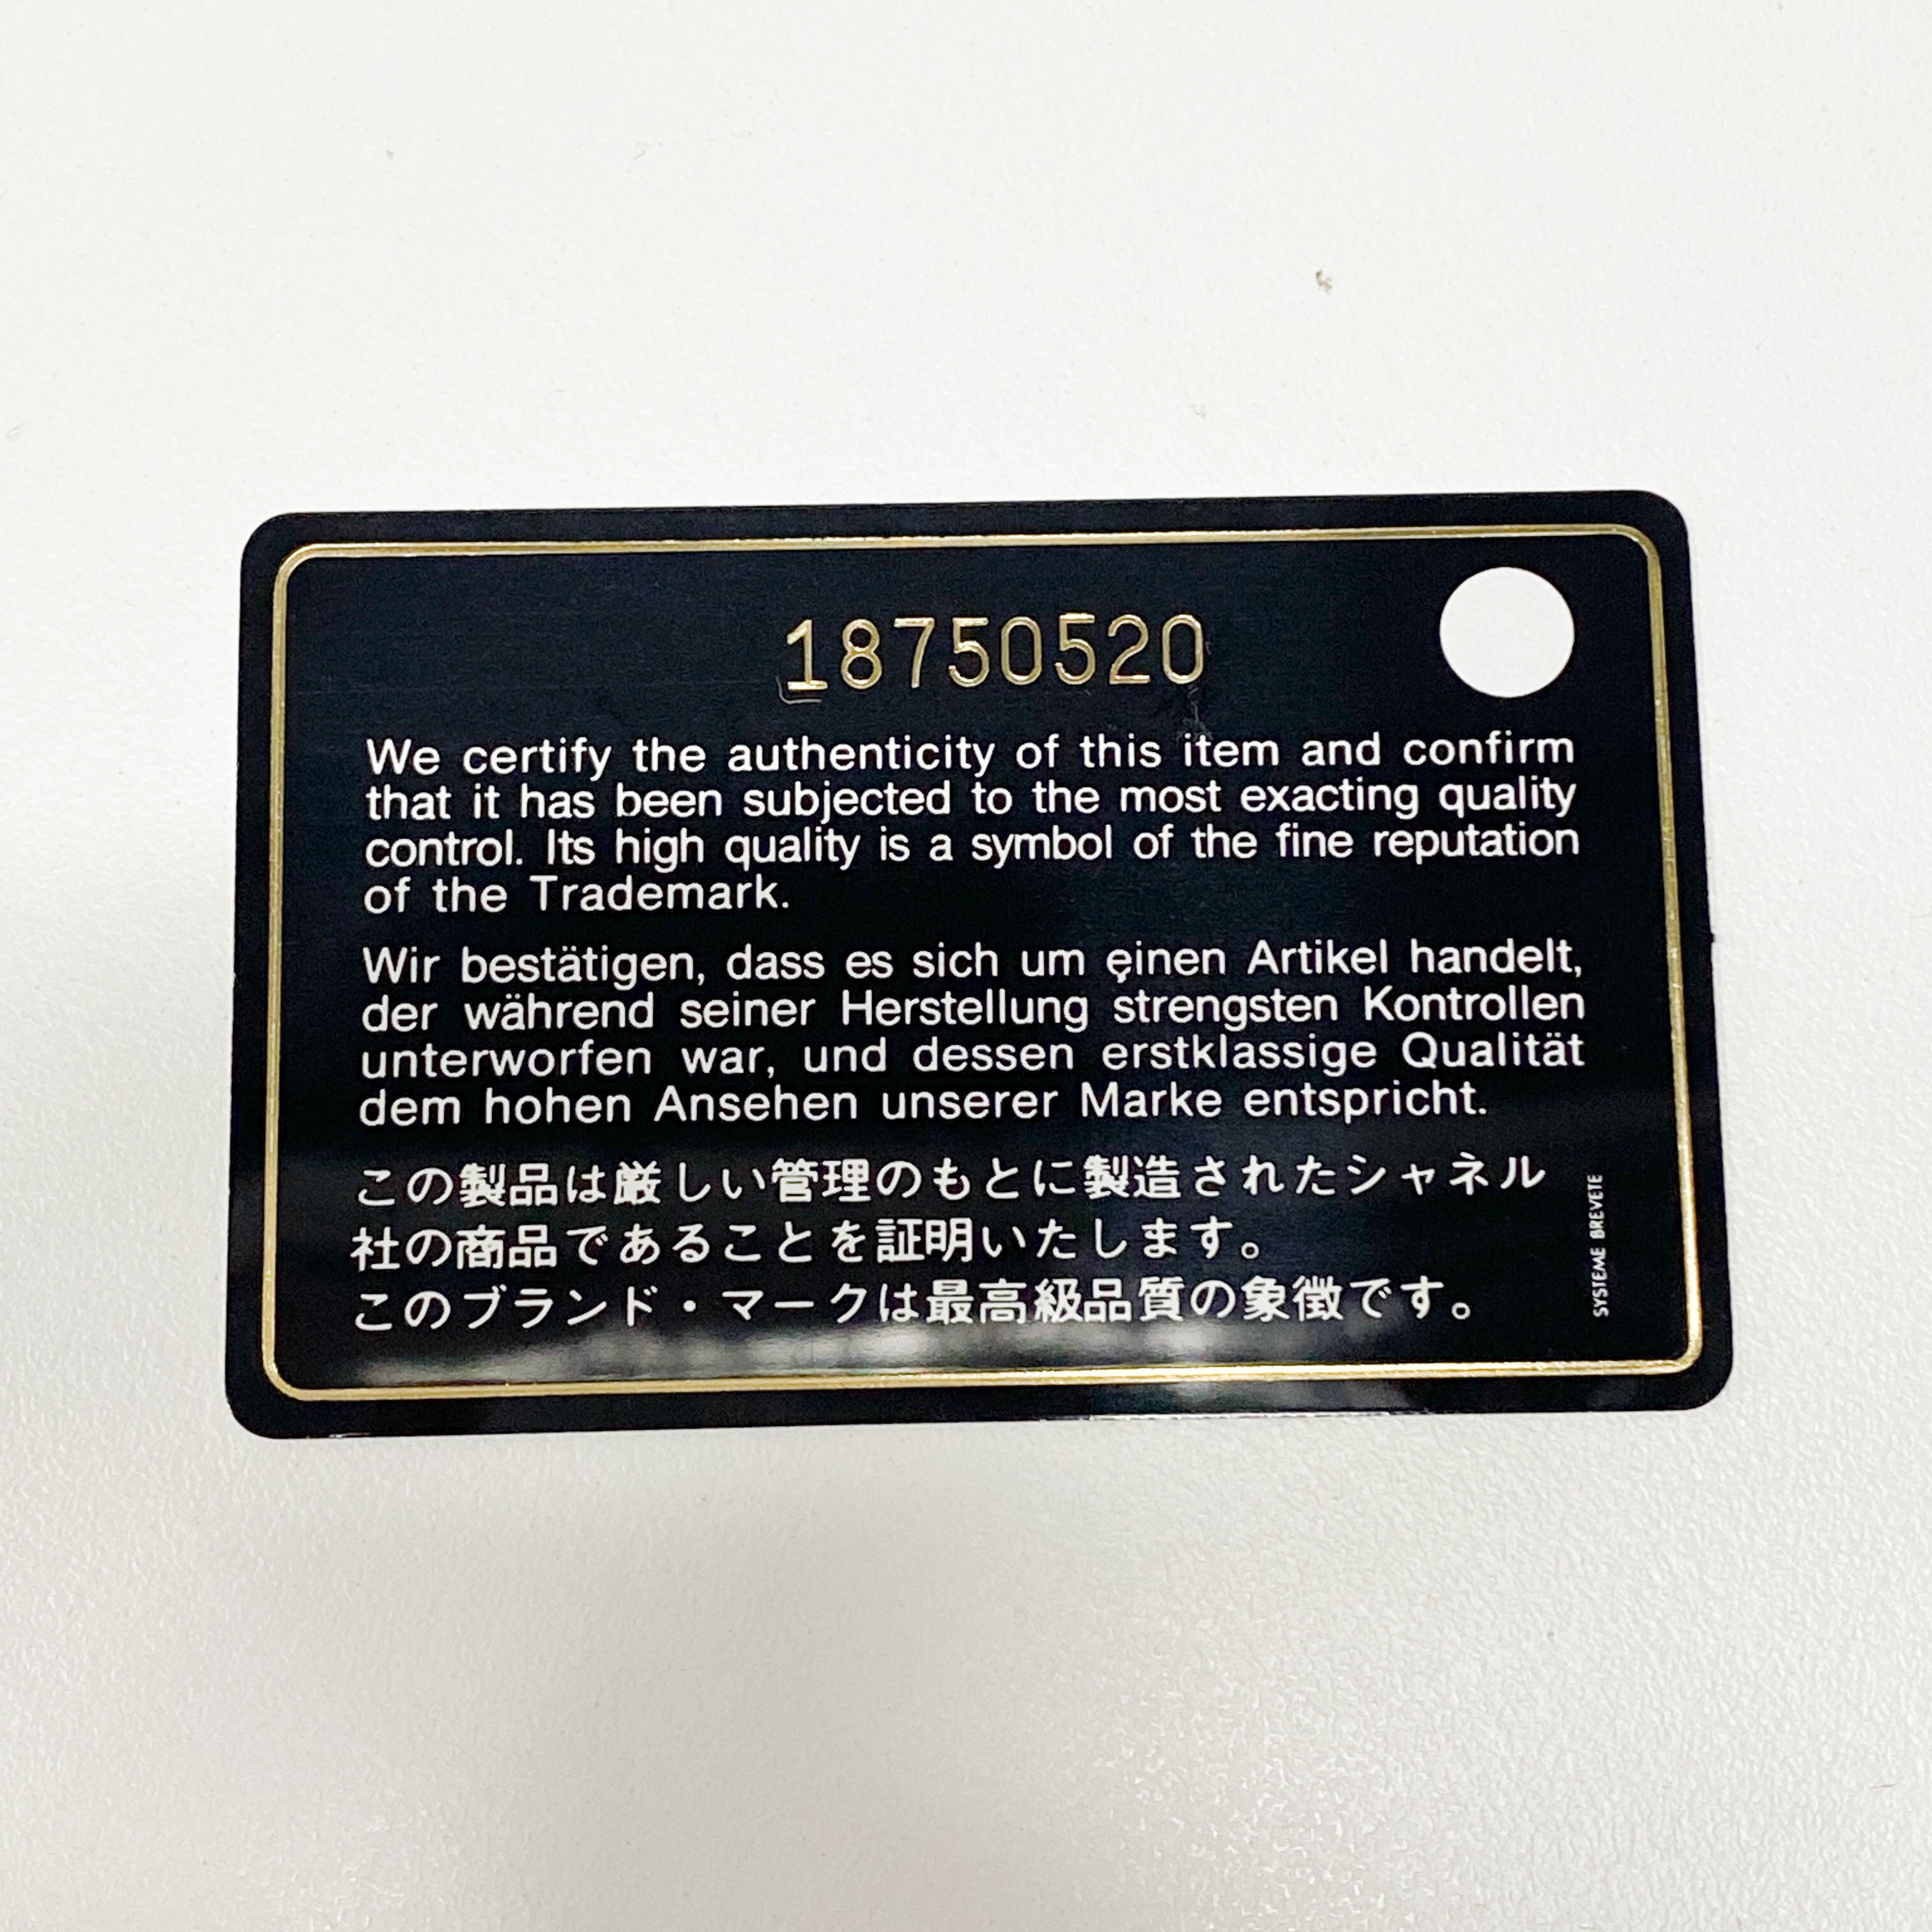 18750520
We certify the authenticity of this item and confirm
that it has been subjected to the most exacting quality
control. Its high quality is a symbol of the fine reputation
of the Trademark.
Wir bestätigen, dass es sich um einen Artikel handelt,
der während seiner Herstellung strengsten Kontrollen
unterworfen war, und dessen erstklassige Qualität
dem hohen Ansehen unserer Marke entspricht.
この製品は厳しい管理のもとに製造されたシャネル
社の商品であることを証明いたします。
このブランド・マークは最高級品質の象徴です。
SYSTEME BREVETE